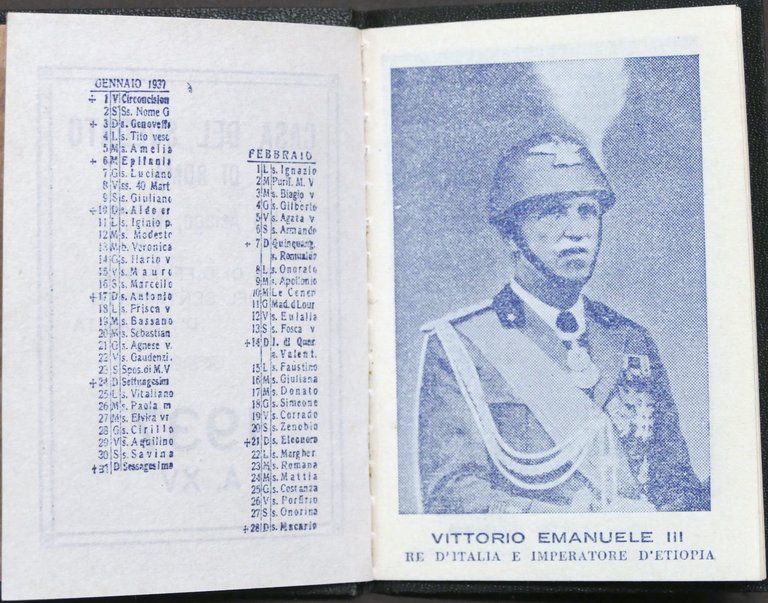 GENNAIO 1937
+ 1 V Circoncision
2 S Ss. Nome G
+ 3 D s. Genoveffa
4 L s. Tito vesc
5 M s. Amelia
+ 6 M Epifania
7 G s. Luciano
8 V ss. 40 Mart
9 S s. Giuliano
+ 10 D s. Aldo er
11 L s. Iginio p.
12 M s. Modesto
13 M b. Veronica
14 G s. Ilario v
15 V s. Mauro
16 S s. Marcello
+ 17 D s. Antonio
18 L s. Prisca v
19 M s. Bassano
20 M s. Sebastian
21 G s. Agnese v.
22 V s. Gaudenzi.
23 S Spos. di M.V
+ 24 D Settuagesim
25 L s. Vitaliano
26 M s. Paola m
27 M s. Elvira vr
28 G s. Cirillo
29 V s. Aquilino
30 S s. Savina
+ 31 D Sessagesima
FEBBRAIO
1 L s. Ignazio
2 M Purif. M. V
3 M s. Biagio v
4 G s. Gilberto
5 V s. Agata v
6 S s. Armando
+ 7 D Quinquag.
s. Romualdo
8 L s. Onorato
9 M s. Apollonio
10 M Le Cener
11 G Mad. d Lour
12 V s. Eulalia
13 S s. Fosca v
+ 14 D I. di Quar
a. Valent.
15 L s. Faustino
16 M s. Giuliana
17 M s. Donato
18 G s. Simeone
19 V s. Corrado
20 S s. Zenobio
+ 21 D s. Eleonora
22 L s. Margher
23 M s. Romana
24 M s. Mattia
25 G s. Costanza
26 V s. Porfirio
27 S s. Onorina
+ 28 D s. Macario
VITTORIO EMANUELE III
RE D'ITALIA E IMPERATORE D'ETIOPIA